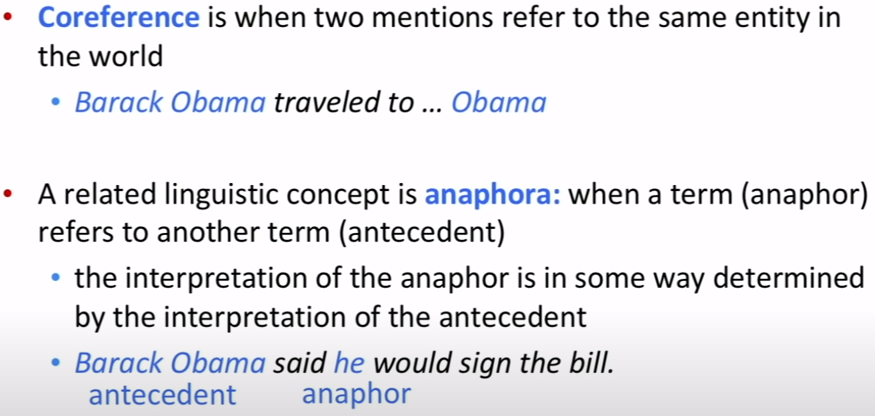 • Coreference is when two mentions refer to the same entity in
the world
• Barack Obama traveled to ... Obama
• A related linguistic concept is anaphora: when a term (anaphor)
refers to another term (antecedent)
• the interpretation of the anaphor is in some way determined
by the interpretation of the antecedent
• Barack Obama said he would sign the bill.
antecedent anaphor